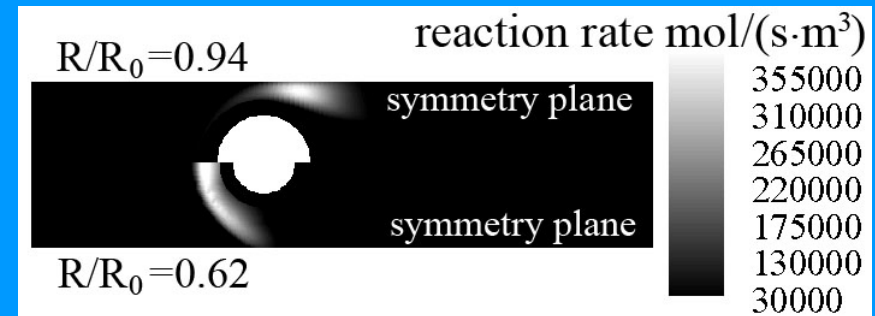 reaction rate mol/(s·m³)
R/R₀=0.94
355000
symmetry plane
310000
265000
220000
175000
symmetry plane
130000
R/R₀=0.62
30000